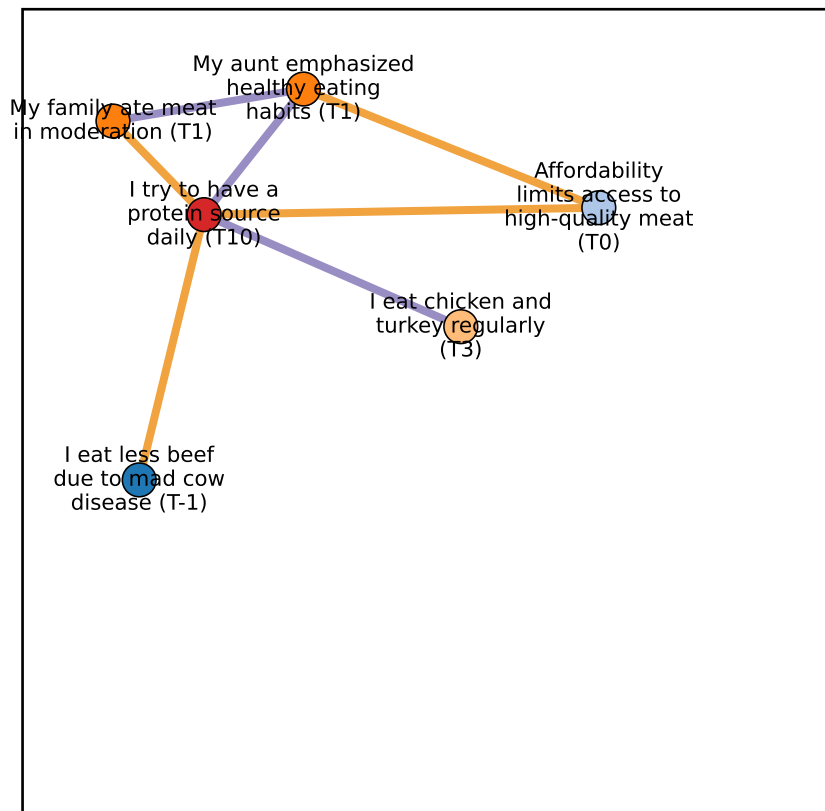 My aunt emphasized
healthy eating
habits (T1)
My family ate meat
in moderation (T1)
Affordability
limits access to
high-quality meat
(T0)
I try to have a
protein source
daily (T10)
I eat chicken and
turkey regularly
(T3)
I eat less beef
due to mad cow
disease (T-1)